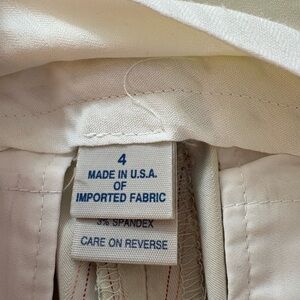 4
MADE IN U.S.A.
OF
IMPORTED FABRIC
3% SPANDEX
CARE ON REVERSE